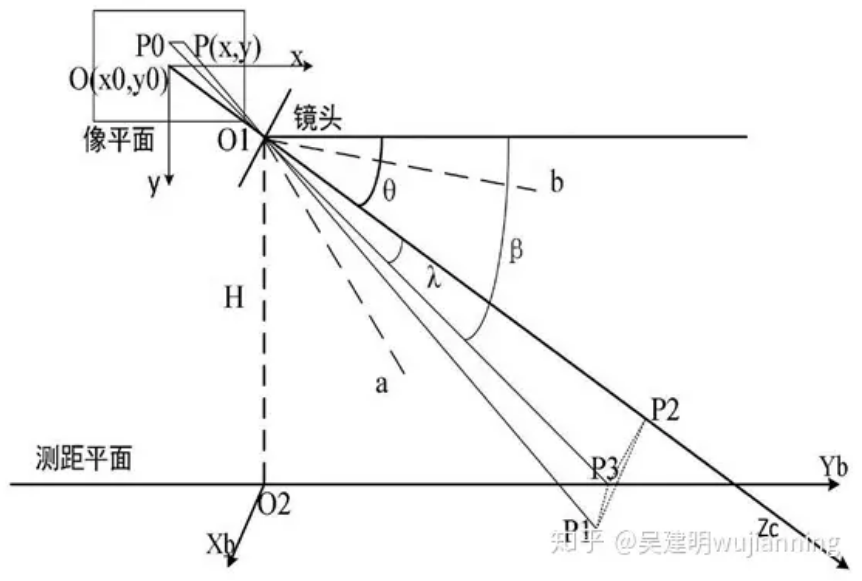 P0
P(x,y)
x
O(x0,y0)
像平面
O1
镜头
y
θ
b
β
λ
H
a
P2
测距平面
P3
Yb
O2
P1
Xb
Zc
知乎 @吴建明wujianming